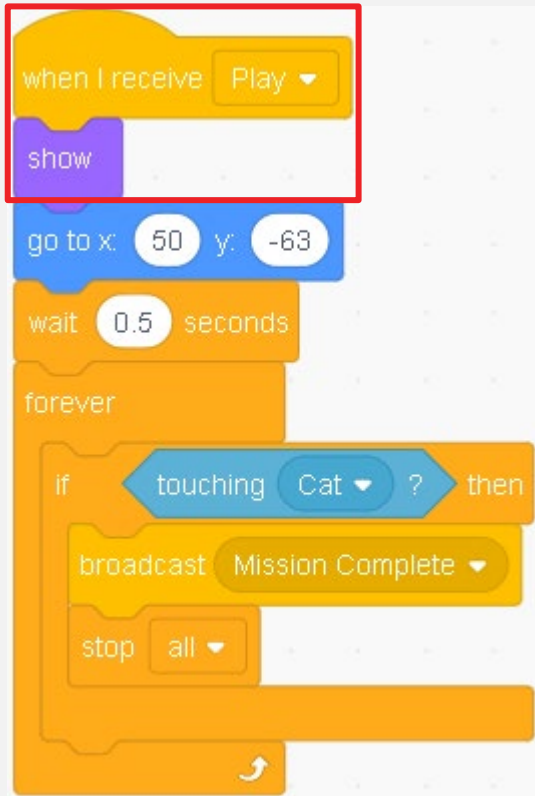 when I receive Play
show
go to x: 50 y: -63
wait 0.5 seconds
forever
if touching Cat ? then
broadcast Mission Complete
stop all